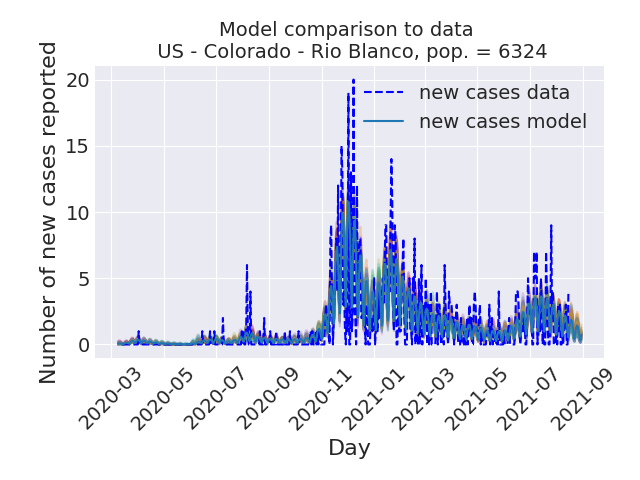 Model comparison to data
US - Colorado - Rio Blanco, pop. = 6324
new cases data
new cases model
Number of new cases reported
20
15
10
5
0
2020-03
2020-05
2020-07
2020-09
2020-11
2021-01
2021-03
2021-05
2021-07
2021-09
Day